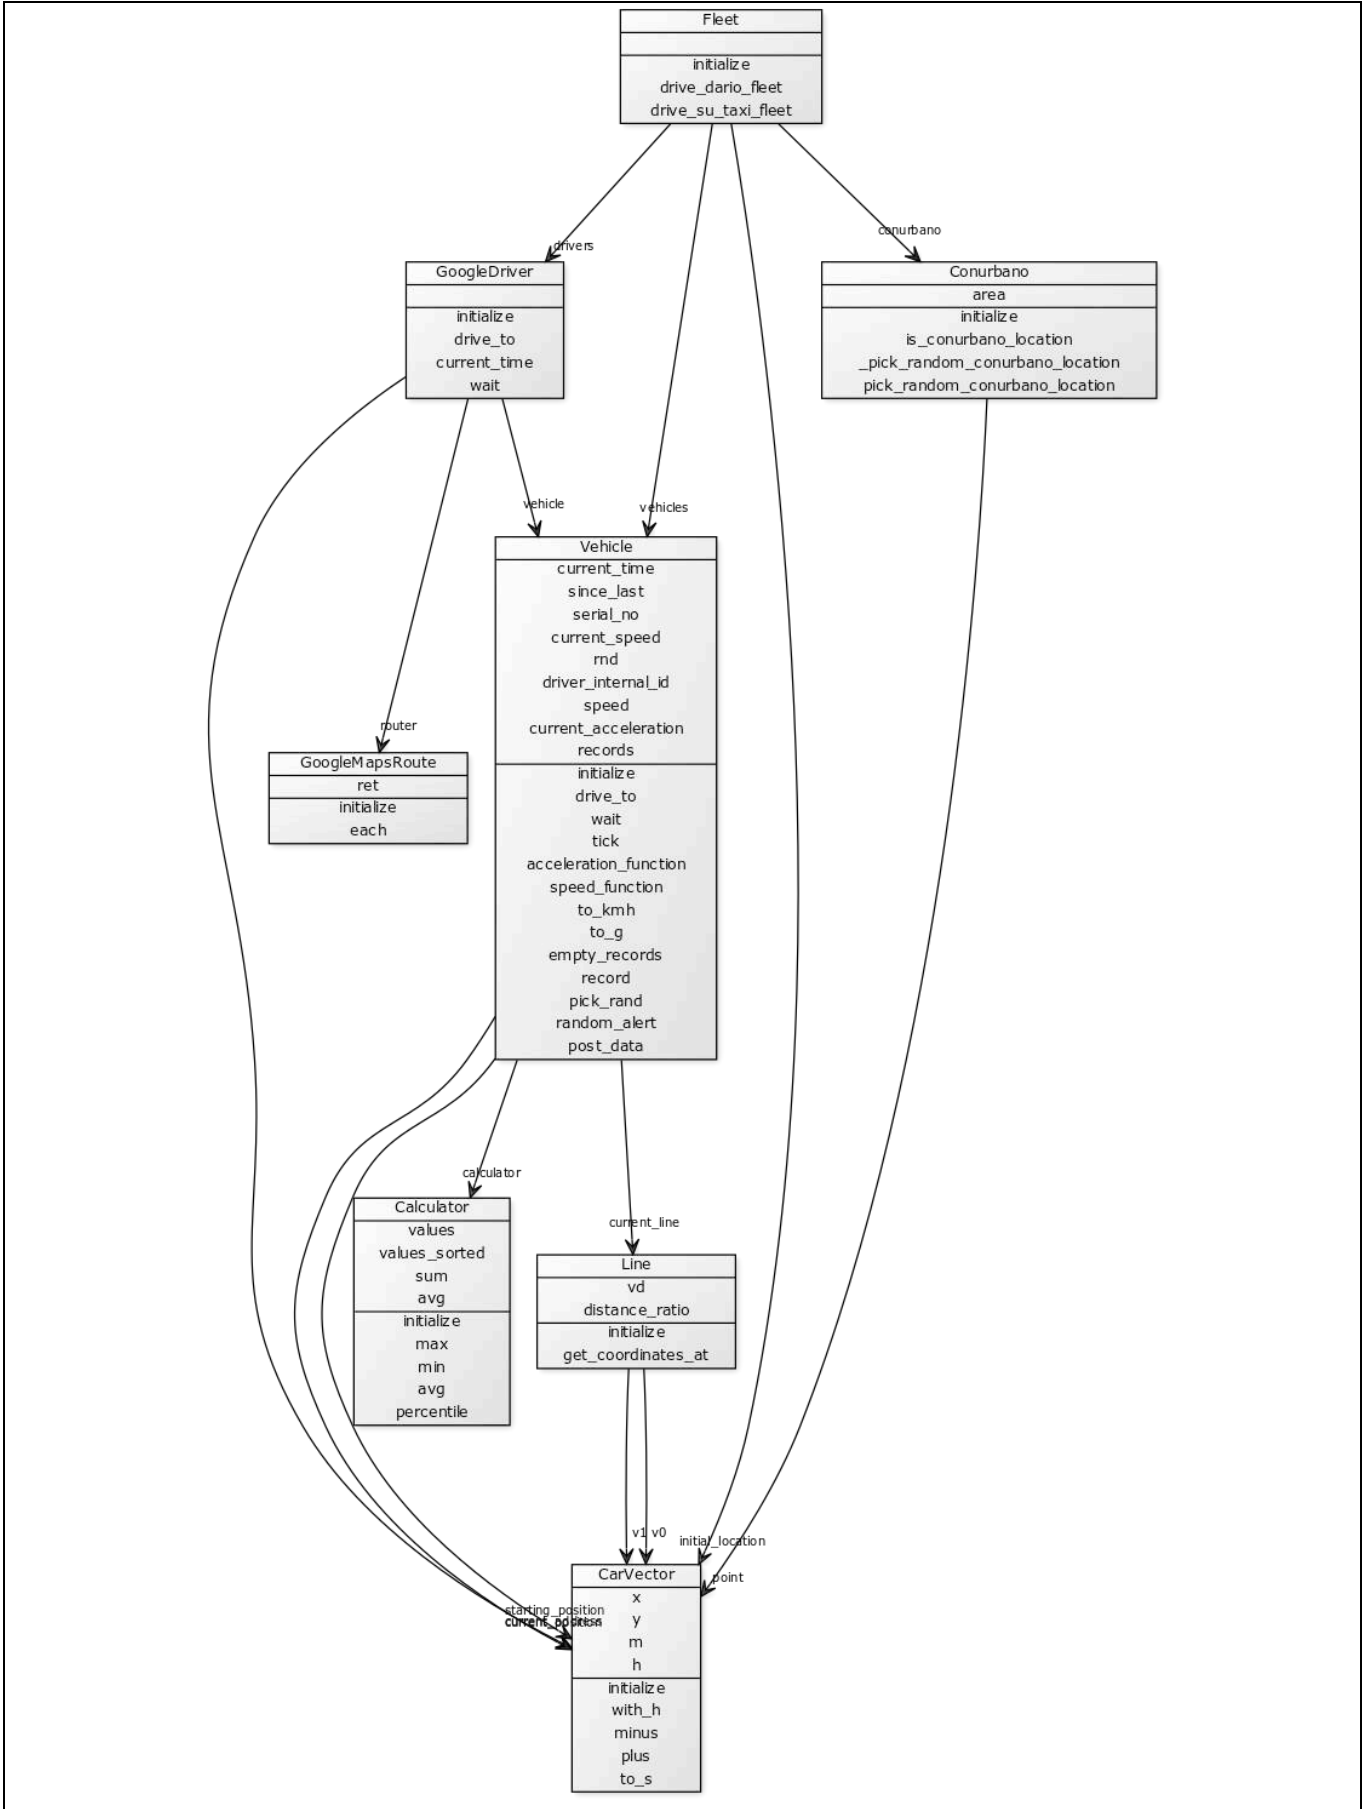 Fleet
initialize
drive_dario_fleet
drive_su_taxi_fleet
drivers
conurbano
GoogleDriver
initialize
drive_to
current_time
wait
Conurbano
area
initialize
is_conurbano_location
_pick_random_conurbano_location
pick_random_conurbano_location
vehicle
vehicles
Vehicle
current_time
since_last
serial_no
current_speed
rnd
driver_internal_id
speed
current_acceleration
records
initialize
drive_to
wait
tick
acceleration_function
speed_function
to_kmh
to_g
empty_records
record
pick_rand
random_alert
post_data
router
GoogleMapsRoute
ret
initialize
each
calculator
Calculator
values
values_sorted
sum
avg
initialize
max
min
avg
percentile
current_line
Line
vd
distance_ratio
initialize
get_coordinates_at
v1 v0
initial_location
point
CarVector
x
y
m
h
initialize
with_h
minus
plus
to_s
starting_position